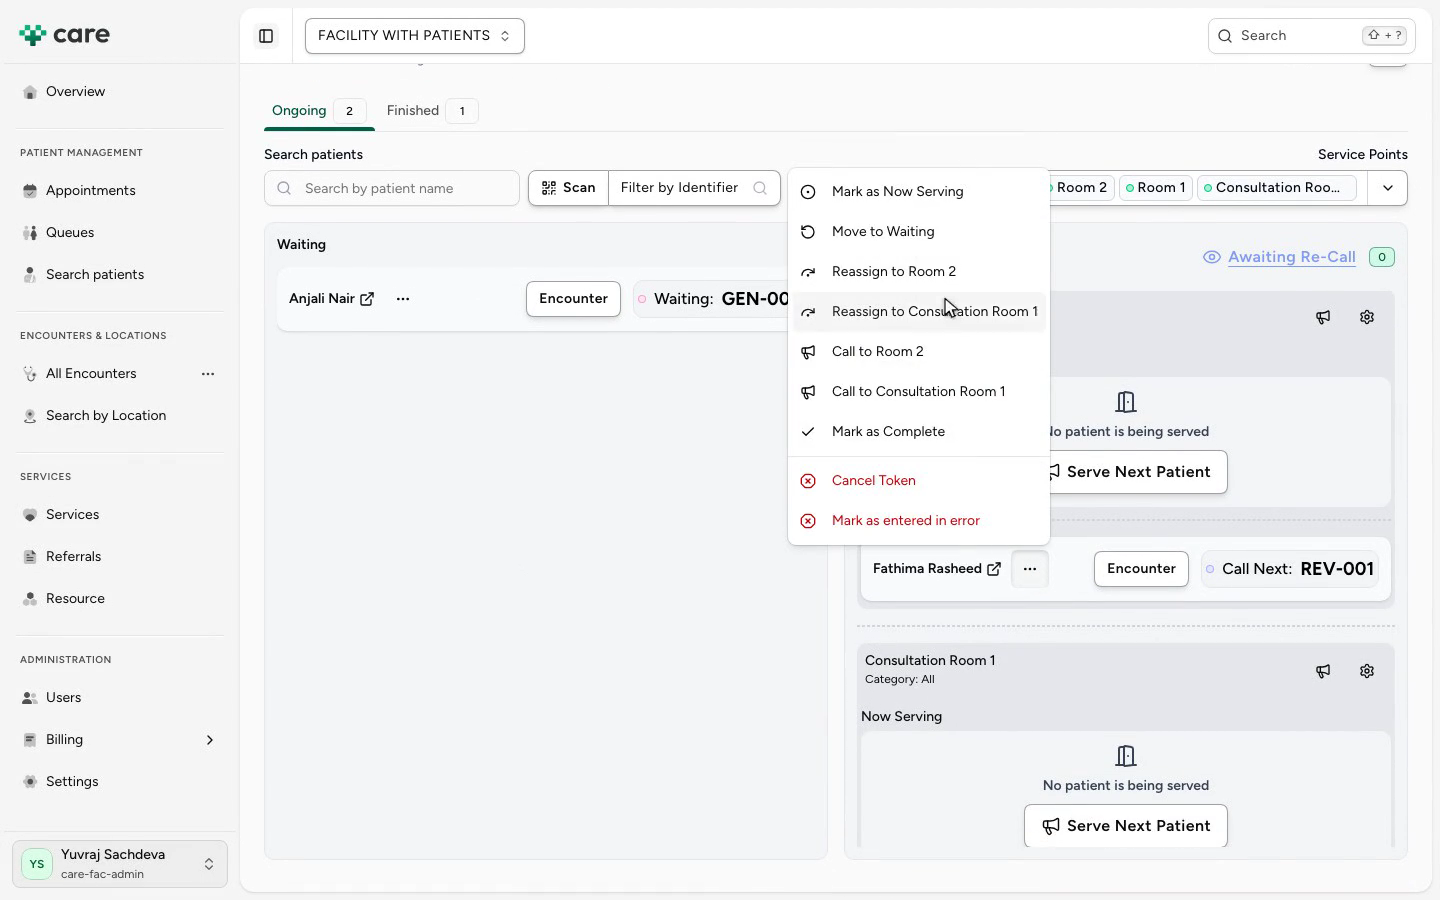 care
FACILITY WITH PATIENTS
Search
+ ?
Overview
PATIENT MANAGEMENT
Appointments
Queues
Search patients
ENCOUNTERS & LOCATIONS
All Encounters
Search by Location
SERVICES
Services
Referrals
Resource
ADMINISTRATION
Users
Billing
Settings
YS
Yuvraj Sachdeva
care-fac-admin
Ongoing 2
Finished 1
Search patients
Service Points
Search by patient name
Scan
Filter by Identifier
Room 2
Room 1
Consultation Roo...
Waiting
Anjali Nair
Encounter
Waiting: GEN-00
Mark as Now Serving
Move to Waiting
Reassign to Room 2
Reassign to Consultation Room 1
Call to Room 2
Call to Consultation Room 1
Mark as Complete
Cancel Token
Mark as entered in error
Awaiting Re-Call 0
No patient is being served
Serve Next Patient
Fathima Rasheed
Encounter
Call Next: REV-001
Consultation Room 1
Category: All
Now Serving
No patient is being served
Serve Next Patient